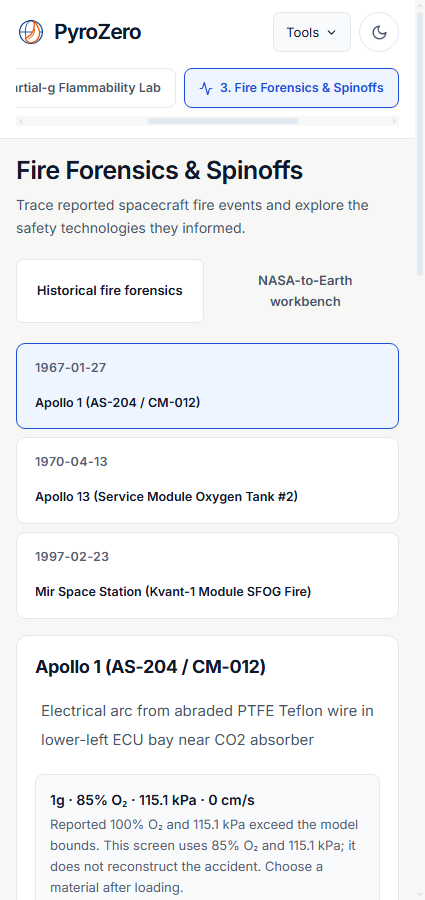 PyroZero
Tools
rtial-g Flammability Lab
3. Fire Forensics & Spinoffs
Fire Forensics & Spinoffs
Trace reported spacecraft fire events and explore the
safety technologies they informed.
Historical fire forensics
NASA-to-Earth
workbench
1967-01-27
Apollo 1 (AS-204 / CM-012)
1970-04-13
Apollo 13 (Service Module Oxygen Tank #2)
1997-02-23
Mir Space Station (Kvant-1 Module SFOG Fire)
Apollo 1 (AS-204 / CM-012)
Electrical arc from abraded PTFE Teflon wire in
lower-left ECU bay near CO2 absorber
1g · 85% O₂ · 115.1 kPa · 0 cm/s
Reported 100% O₂ and 115.1 kPa exceed the model
bounds. This screen uses 85% O₂ and 115.1 kPa; it
does not reconstruct the accident. Choose a
material after loading.